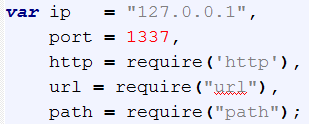 var ip   = "127.0.0.1",
    port = 1337,
    http = require('http'),
    url = require("url"),
    path = require("path");